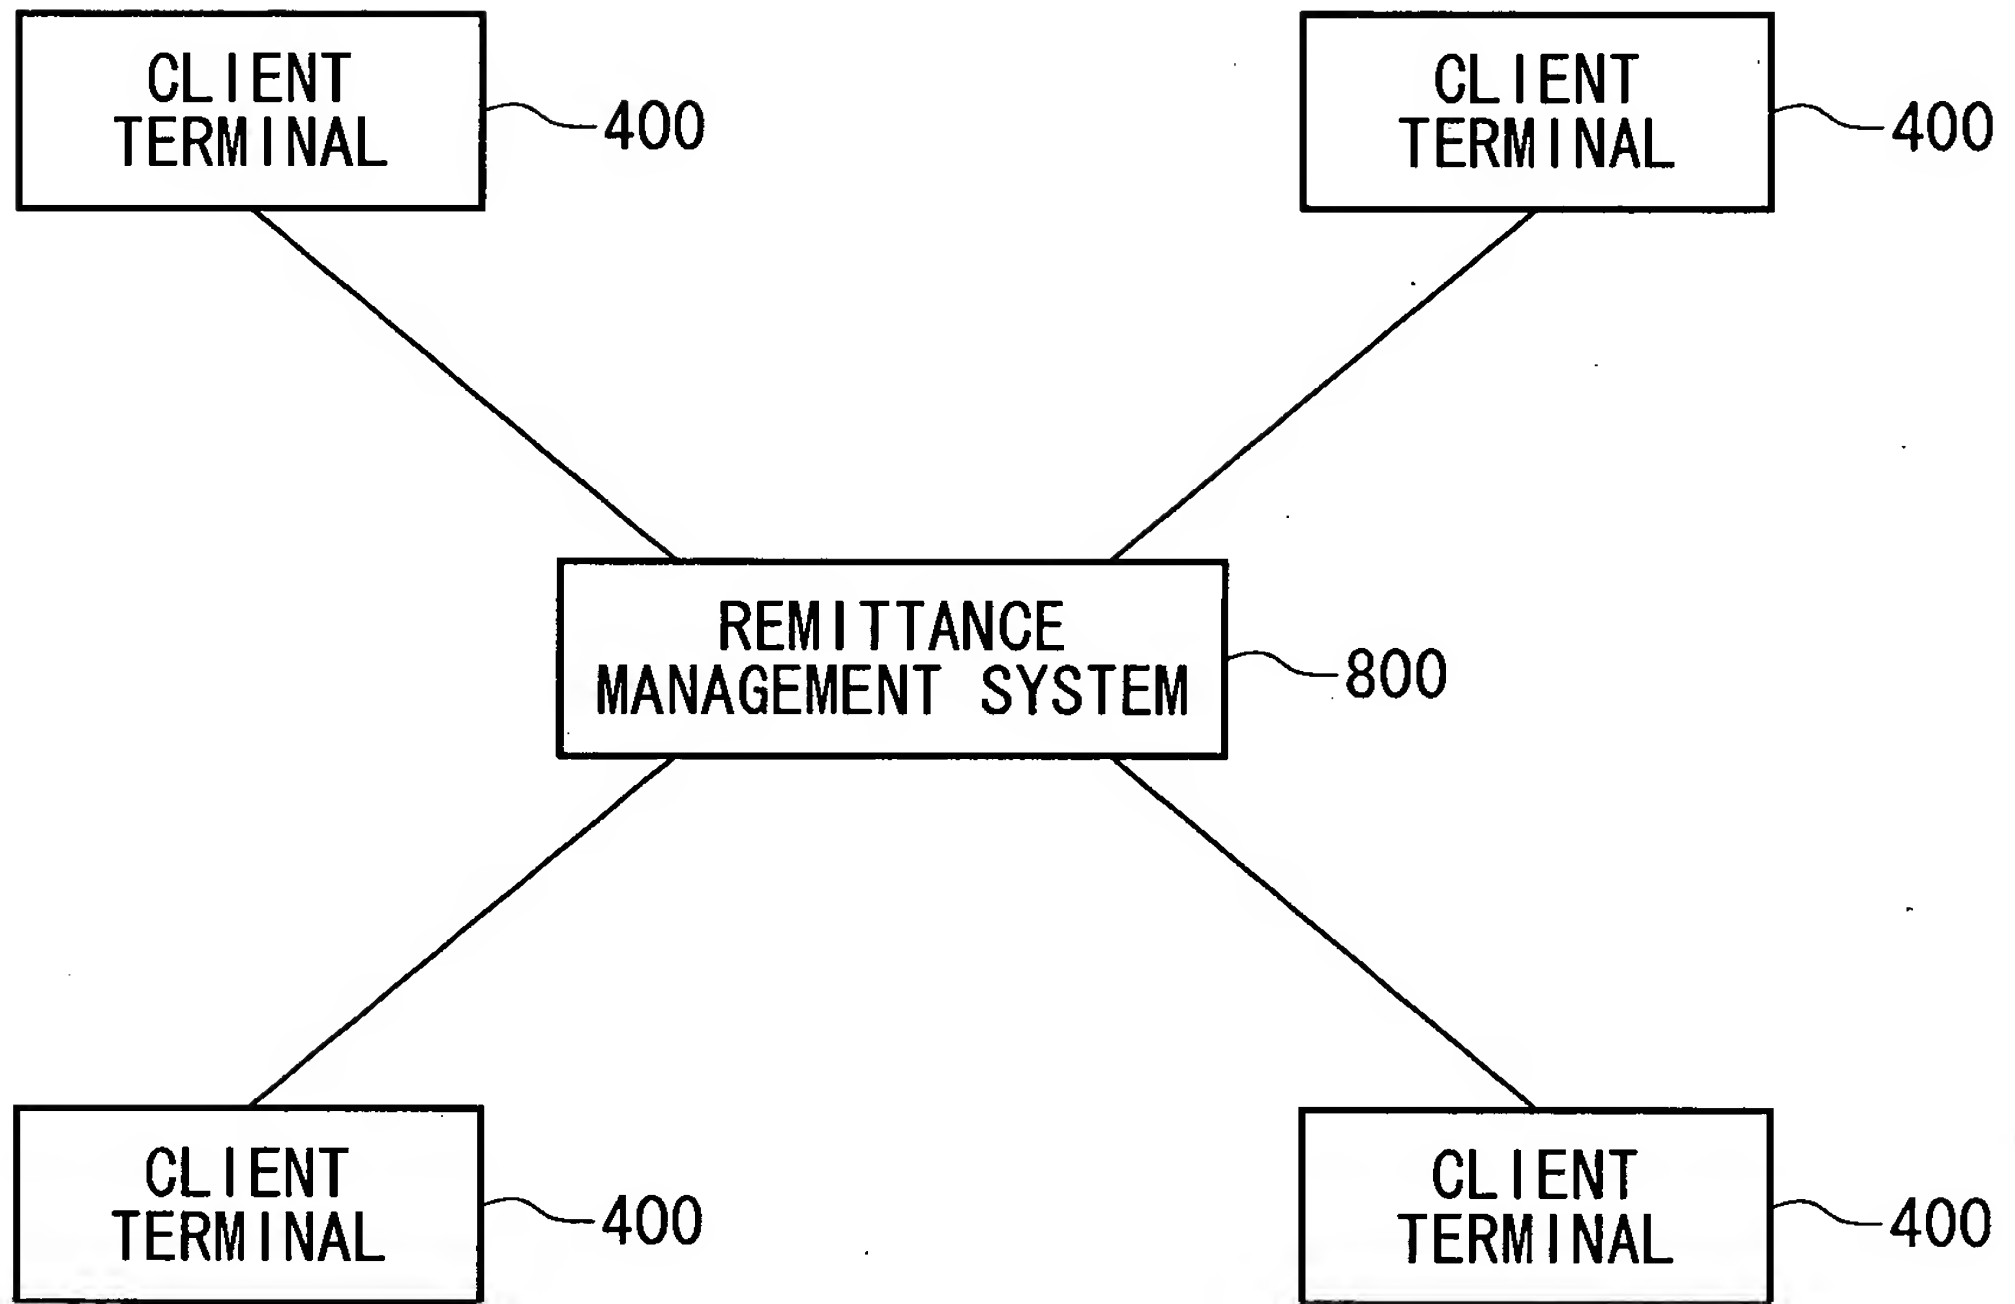 CLIENT
TERMINAL
400
CLIENT
TERMINAL
400
REMITTANCE
MANAGEMENT SYSTEM
800
CLIENT
TERMINAL
400
CLIENT
TERMINAL
400